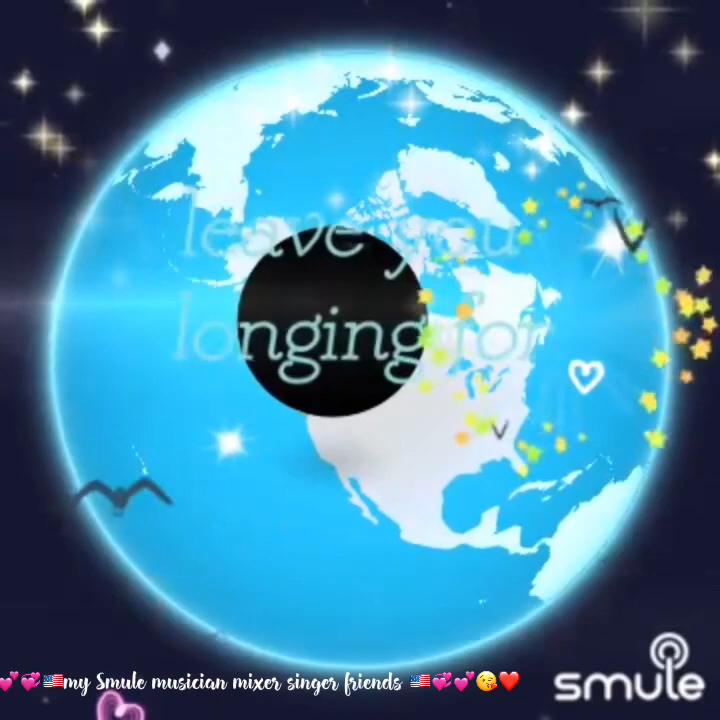 leave you
longing for
💕💞🇺🇸my Smule musician mixer singer friends 🇺🇸💞💕😘❤️
smule